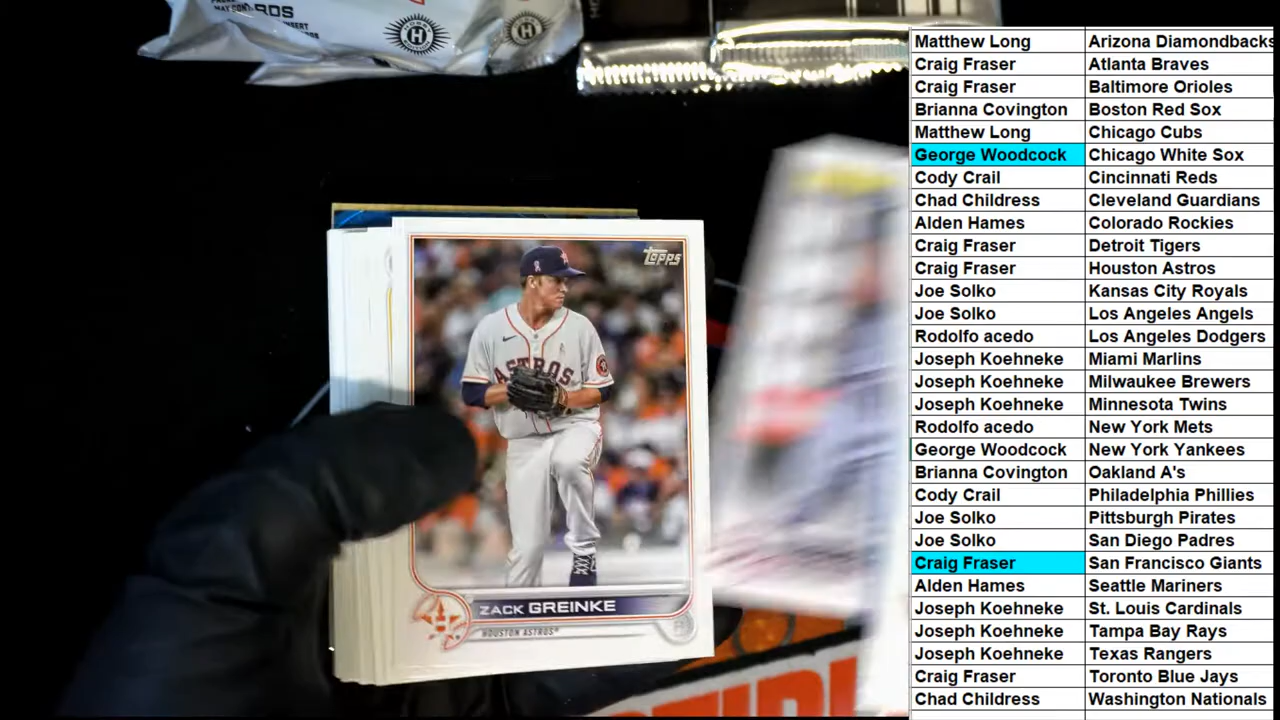 MAY CONT
RDS
INSERT
H
H
Topps
ASTROS
ZACK GREINKE
HOUSTON ASTROS
Matthew Long Arizona Diamondbacks
Craig Fraser Atlanta Braves
Craig Fraser Baltimore Orioles
Brianna Covington Boston Red Sox
Matthew Long Chicago Cubs
George Woodcock Chicago White Sox
Cody Crail Cincinnati Reds
Chad Childress Cleveland Guardians
Alden Hames Colorado Rockies
Craig Fraser Detroit Tigers
Craig Fraser Houston Astros
Joe Solko Kansas City Royals
Joe Solko Los Angeles Angels
Rodolfo acedo Los Angeles Dodgers
Joseph Koehneke Miami Marlins
Joseph Koehneke Milwaukee Brewers
Joseph Koehneke Minnesota Twins
Rodolfo acedo New York Mets
George Woodcock New York Yankees
Brianna Covington Oakland A's
Cody Crail Philadelphia Phillies
Joe Solko Pittsburgh Pirates
Joe Solko San Diego Padres
Craig Fraser San Francisco Giants
Alden Hames Seattle Mariners
Joseph Koehneke St. Louis Cardinals
Joseph Koehneke Tampa Bay Rays
Joseph Koehneke Texas Rangers
Craig Fraser Toronto Blue Jays
Chad Childress Washington Nationals